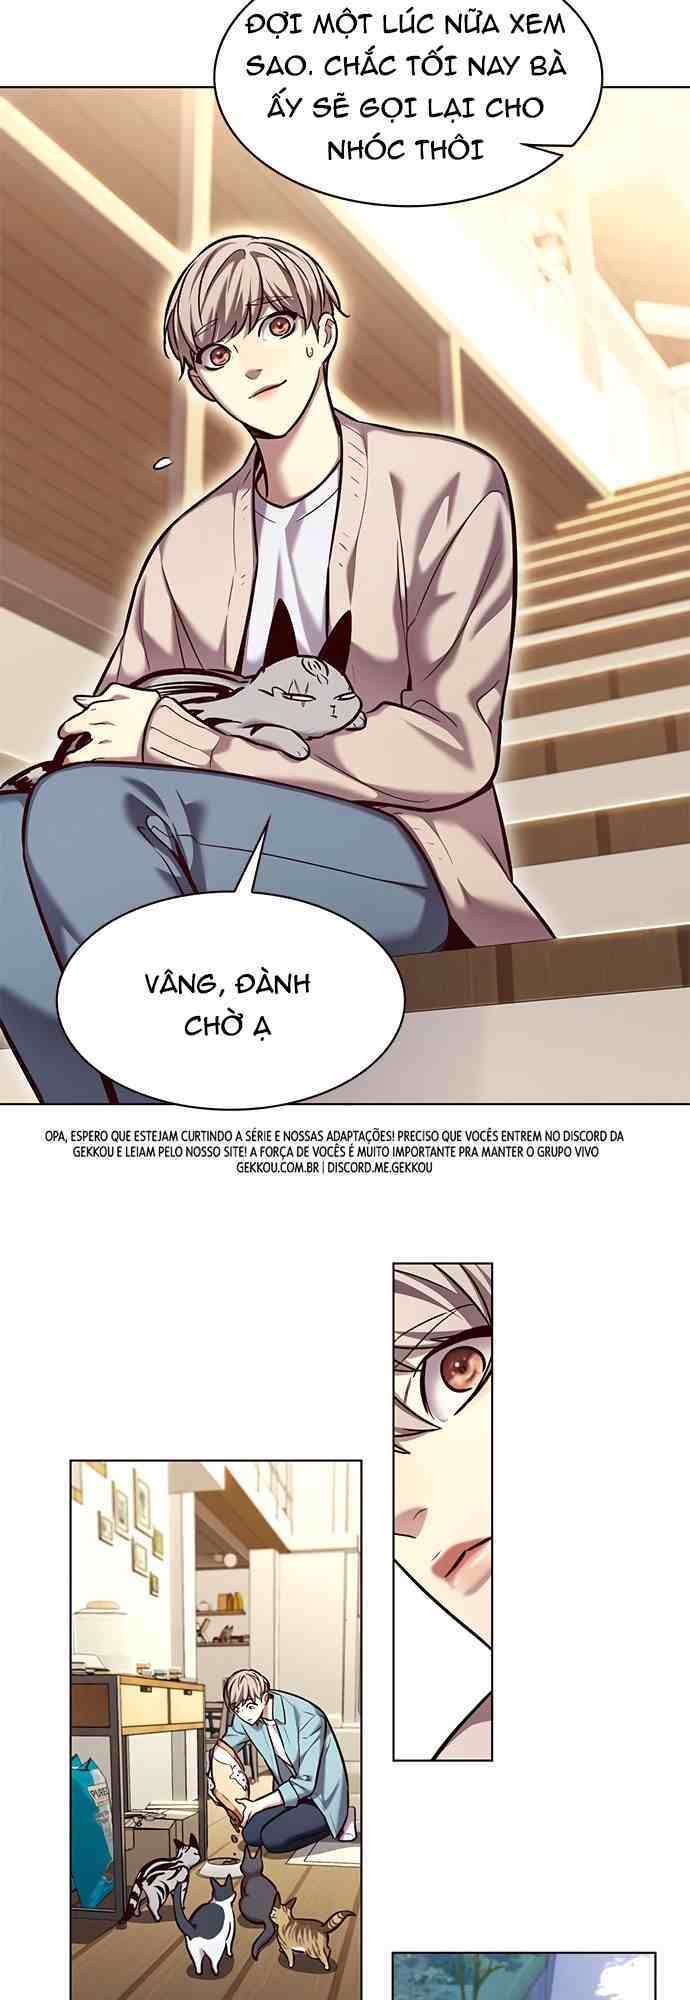 ĐỢI MỘT LÚC NỮA XEM
SAO. CHẮC TỐI NAY BÀ
ẤY SẼ GỌI LẠI CHO
NHÓC THÔI
VÂNG, ĐÀNH
CHỜ Ạ
OPA, ESPERO QUE ESTEJAM CURTINDO A SÉRIE E NOSSAS ADAPTAÇÕES! PRECISO QUE VOCÊS ENTREM NO DISCORD DA
GEKKOU E LEIAM PELO NOSSO SITE! A FORÇA DE VOCÊS É MUITO IMPORTANTE PRA MANTER O GRUPO VIVO
GEKKOU.COM.BR | DISCORD.ME.GEKKOU